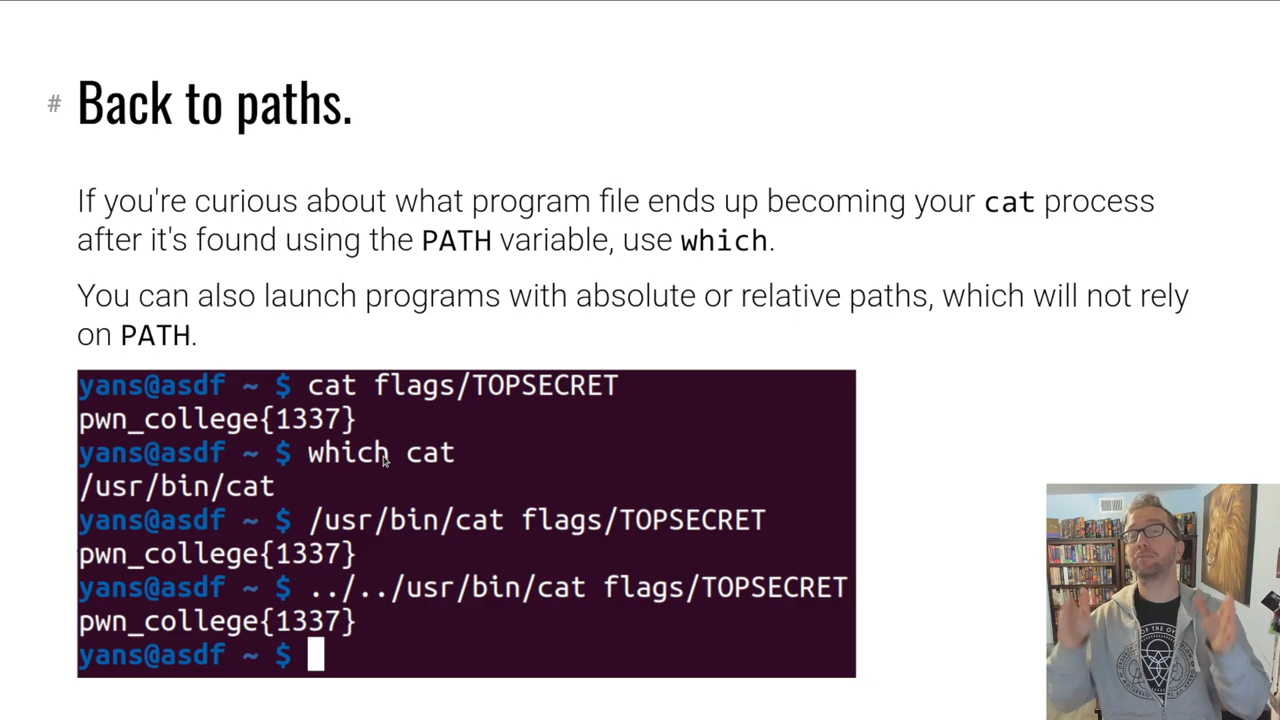 # Back to paths.
If you're curious about what program file ends up becoming your cat process
after it's found using the PATH variable, use which.
You can also launch programs with absolute or relative paths, which will not rely
on PATH.
yans@asdf ~ $ cat flags/TOPSECRET
pwn_college{1337}
yans@asdf ~ $ which cat
/usr/bin/cat
yans@asdf ~ $ /usr/bin/cat flags/TOPSECRET
pwn_college{1337}
yans@asdf ~ $ ../../usr/bin/cat flags/TOPSECRET
pwn_college{1337}
yans@asdf ~ $